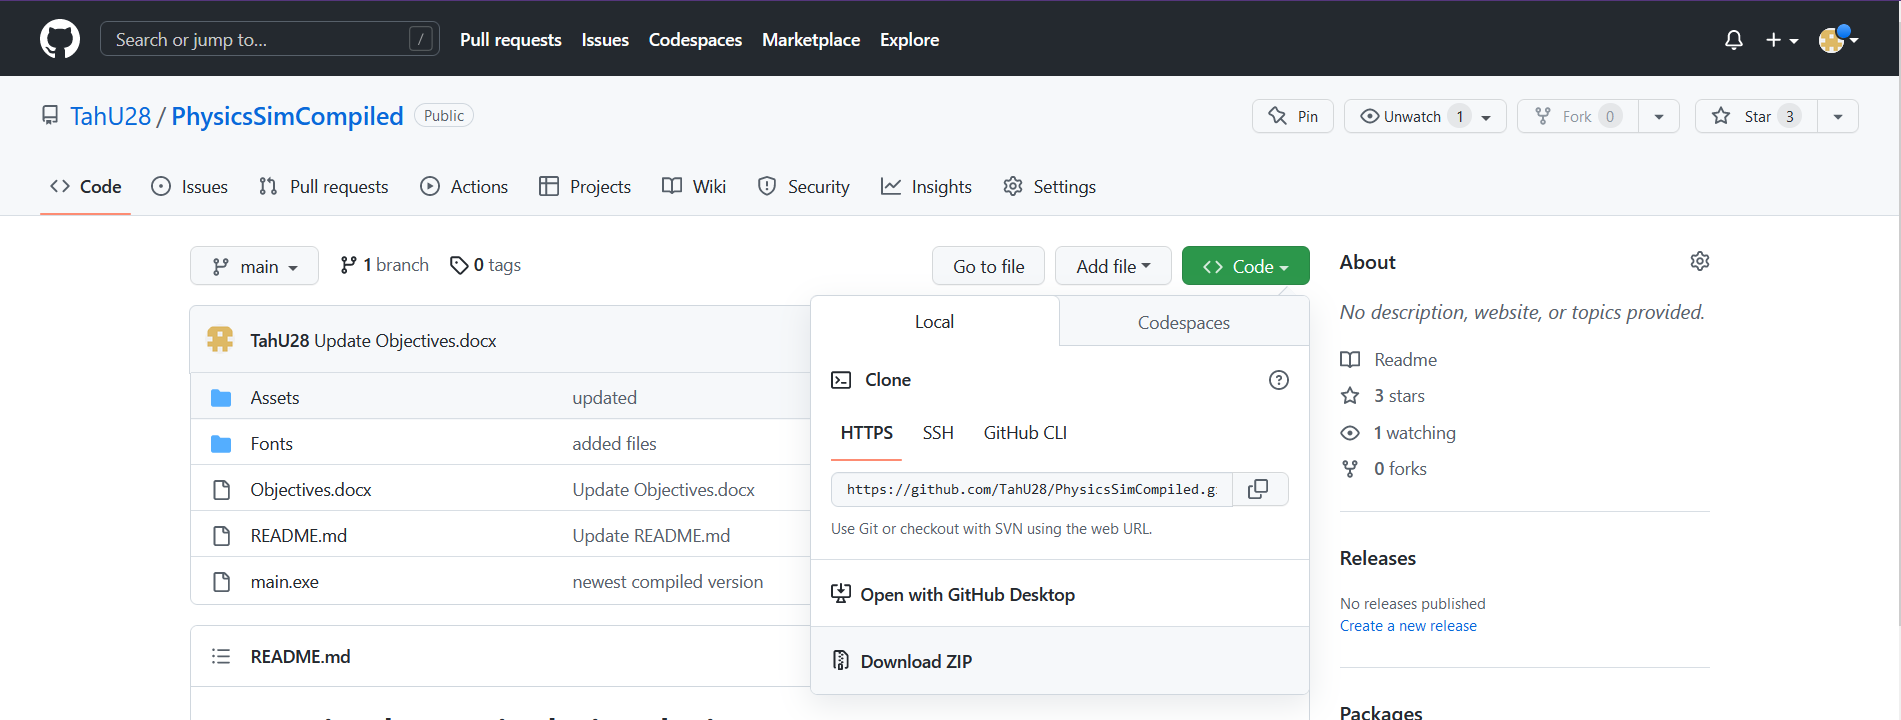 Search or jump to... /
Pull requests Issues Codespaces Marketplace Explore
TahU28 / PhysicsSimCompiled Public
Pin Unwatch 1 Fork 0 Star 3
Code Issues Pull requests Actions Projects Wiki Security Insights Settings
main 1 branch 0 tags Go to file Add file Code
TahU28 Update Objectives.docx
Assets updated
Fonts added files
Objectives.docx Update Objectives.docx
README.md Update README.md
main.exe newest compiled version
README.md
Local Codespaces
Clone
HTTPS SSH GitHub CLI
https://github.com/TahU28/PhysicsSimCompiled.g
Use Git or checkout with SVN using the web URL.
Open with GitHub Desktop
Download ZIP
About
No description, website, or topics provided.
Readme
3 stars
1 watching
0 forks
Releases
No releases published
Create a new release
Packages